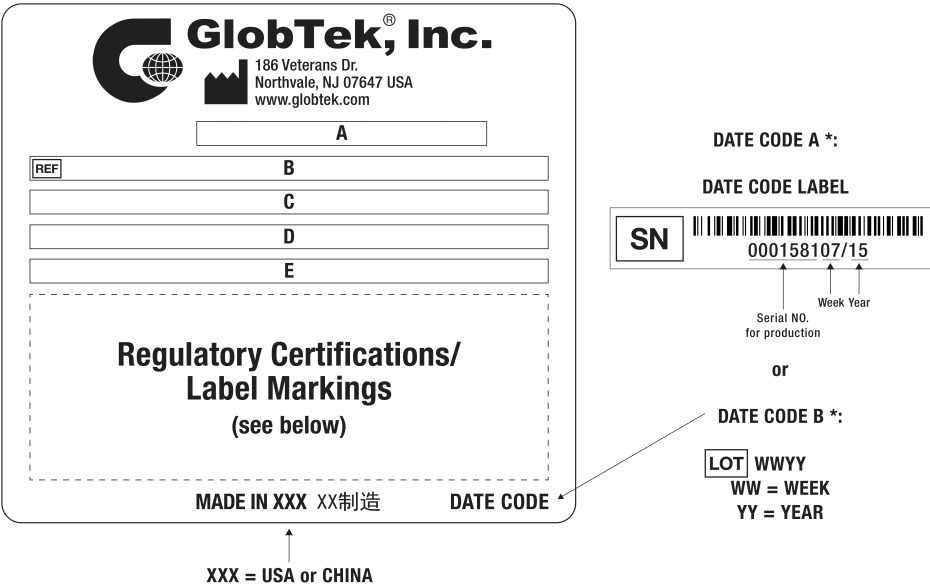 GlobTek,® Inc.
186 Veterans Dr.
Northvale, NJ 07647 USA
www.globtek.com
A
REF B
C
D
E
Regulatory Certifications/
Label Markings
(see below)
MADE IN XXX XX制造 DATE CODE
XXX = USA or CHINA
DATE CODE A *:
DATE CODE LABEL
SN
000158107/15
Week Year
Serial NO.
for production
or
DATE CODE B *:
LOT WWYY
WW = WEEK
YY = YEAR